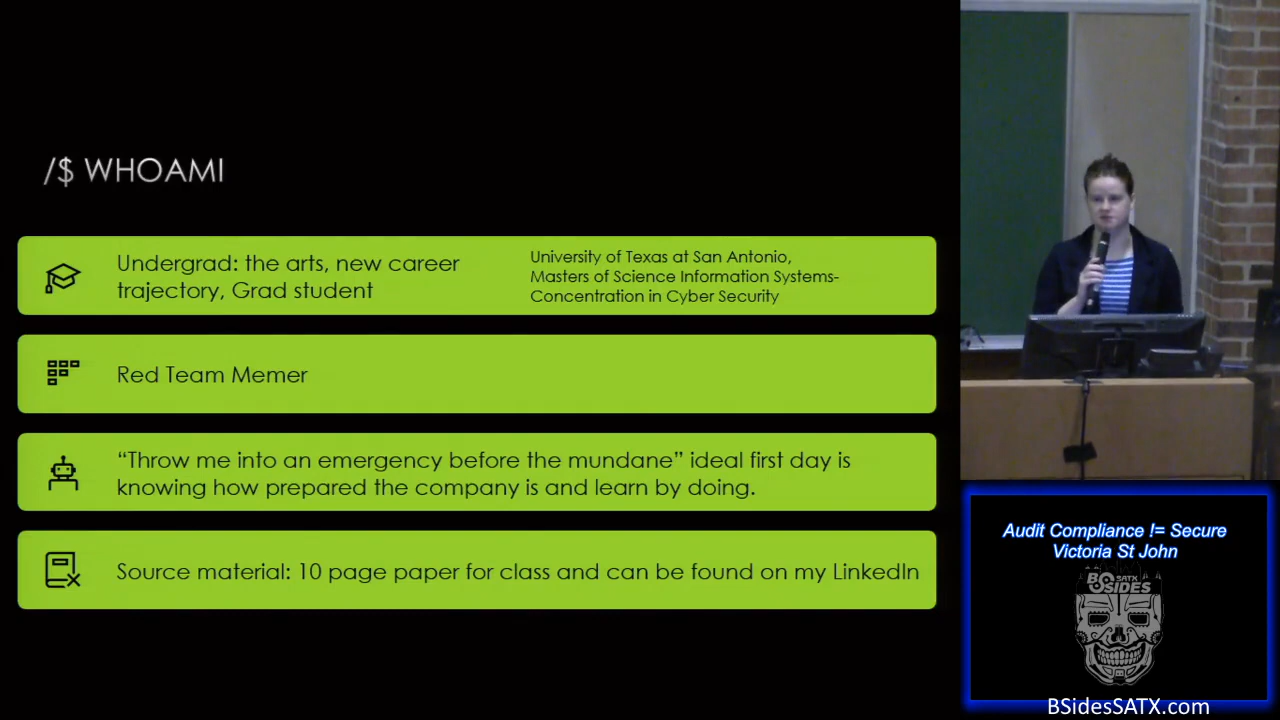 /$ WHOAMI
Undergrad: the arts, new career
trajectory, Grad student
University of Texas at San Antonio,
Masters of Science Information Systems-
Concentration in Cyber Security
Red Team Memer
“Throw me into an emergency before the mundane” ideal first day is
knowing how prepared the company is and learn by doing.
Source material: 10 page paper for class and can be found on my LinkedIn
Audit Compliance != Secure
Victoria St John
BSIDES
SATX
BSidesSATX.com